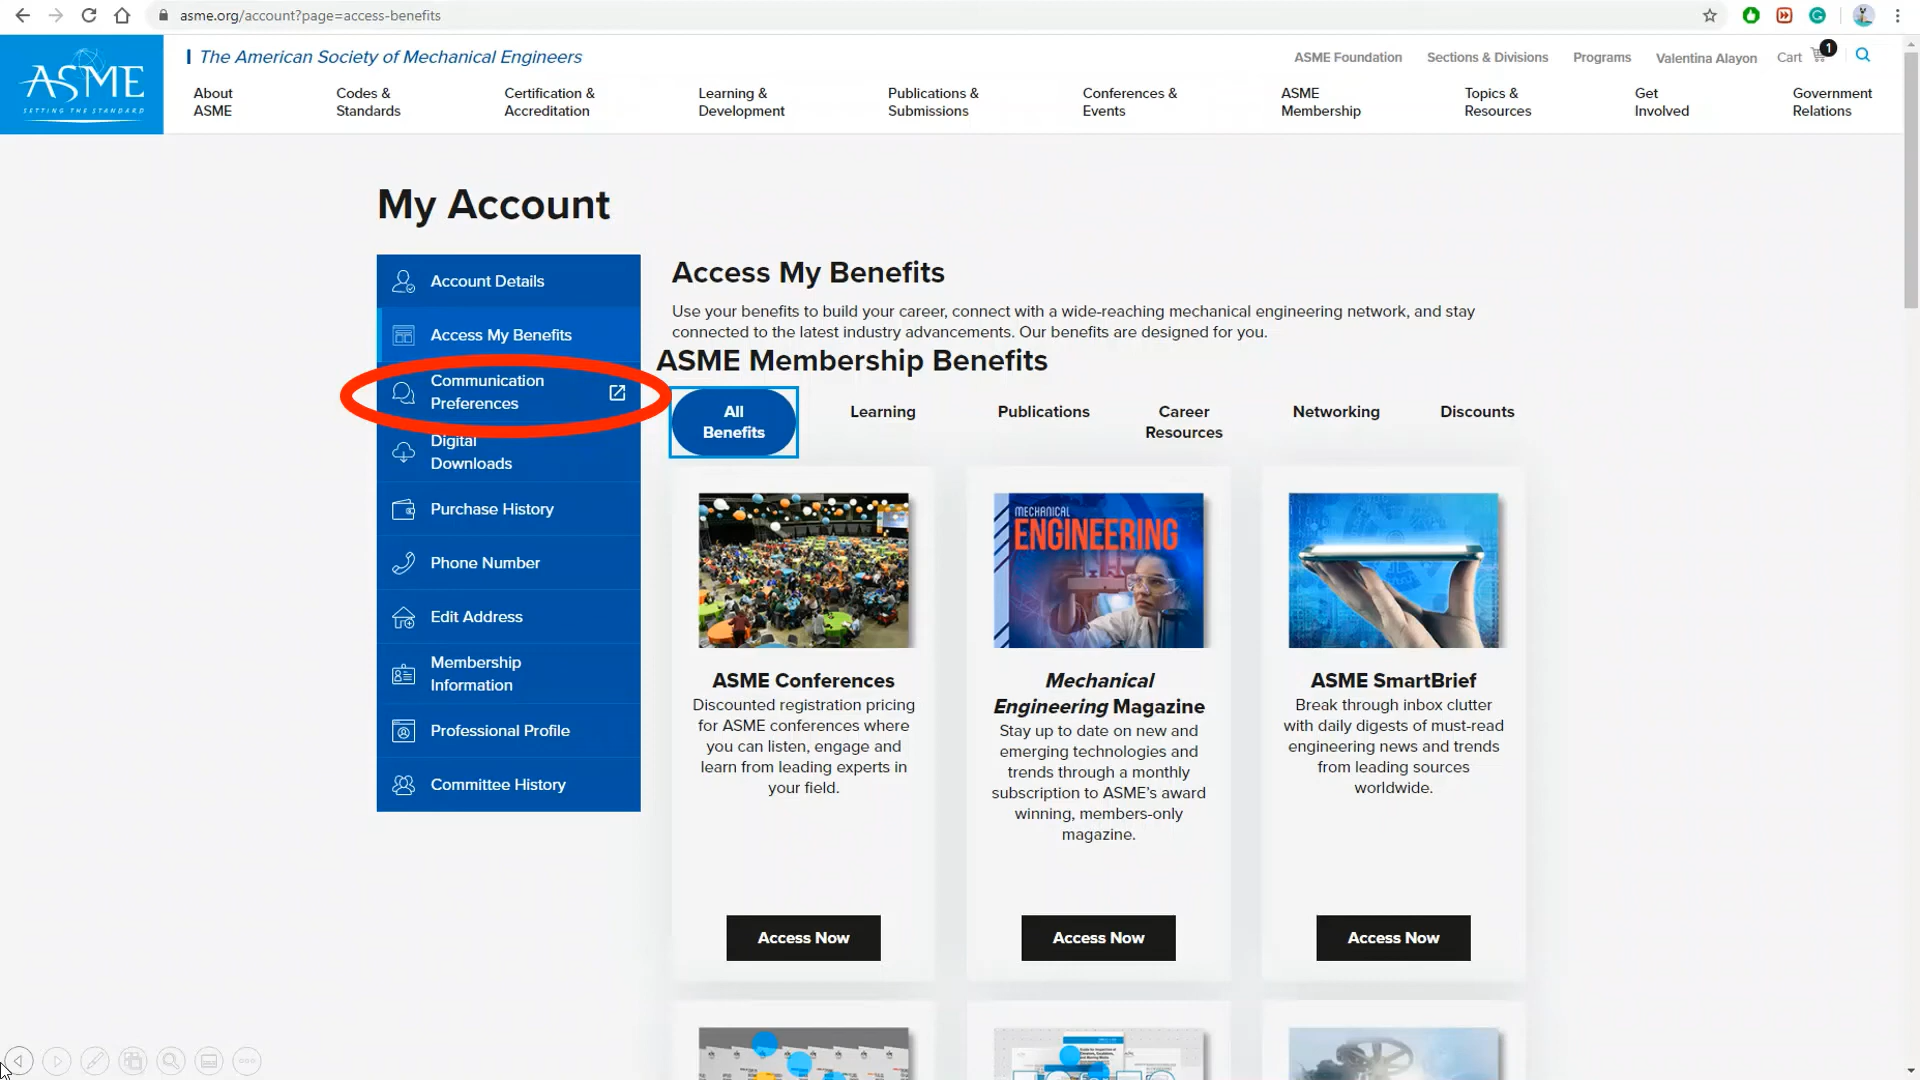 asme.org/account?page=access-benefits
ASME
SETTING THE STANDARD
The American Society of Mechanical Engineers
ASME Foundation
Sections & Divisions
Programs
Valentina Alayon
Cart
1
About
ASME
Codes &
Standards
Certification &
Accreditation
Learning &
Development
Publications &
Submissions
Conferences &
Events
ASME
Membership
Topics &
Resources
Get
Involved
Government
Relations
My Account
Account Details
Access My Benefits
Communication
Preferences
Digital
Downloads
Purchase History
Phone Number
Edit Address
Membership
Information
Professional Profile
Committee History
Access My Benefits
Use your benefits to build your career, connect with a wide-reaching mechanical engineering network, and stay
connected to the latest industry advancements. Our benefits are designed for you.
ASME Membership Benefits
All
Benefits
Learning
Publications
Career
Resources
Networking
Discounts
ASME Conferences
Discounted registration pricing
for ASME conferences where
you can listen, engage and
learn from leading experts in
your field.
Access Now
MECHANICAL
ENGINEERING
Mechanical
Engineering Magazine
Stay up to date on new and
emerging technologies and
trends through a monthly
subscription to ASME's award
winning, members-only
magazine.
Access Now
ASME SmartBrief
Break through inbox clutter
with daily digests of must-read
engineering news and trends
from leading sources
worldwide.
Access Now